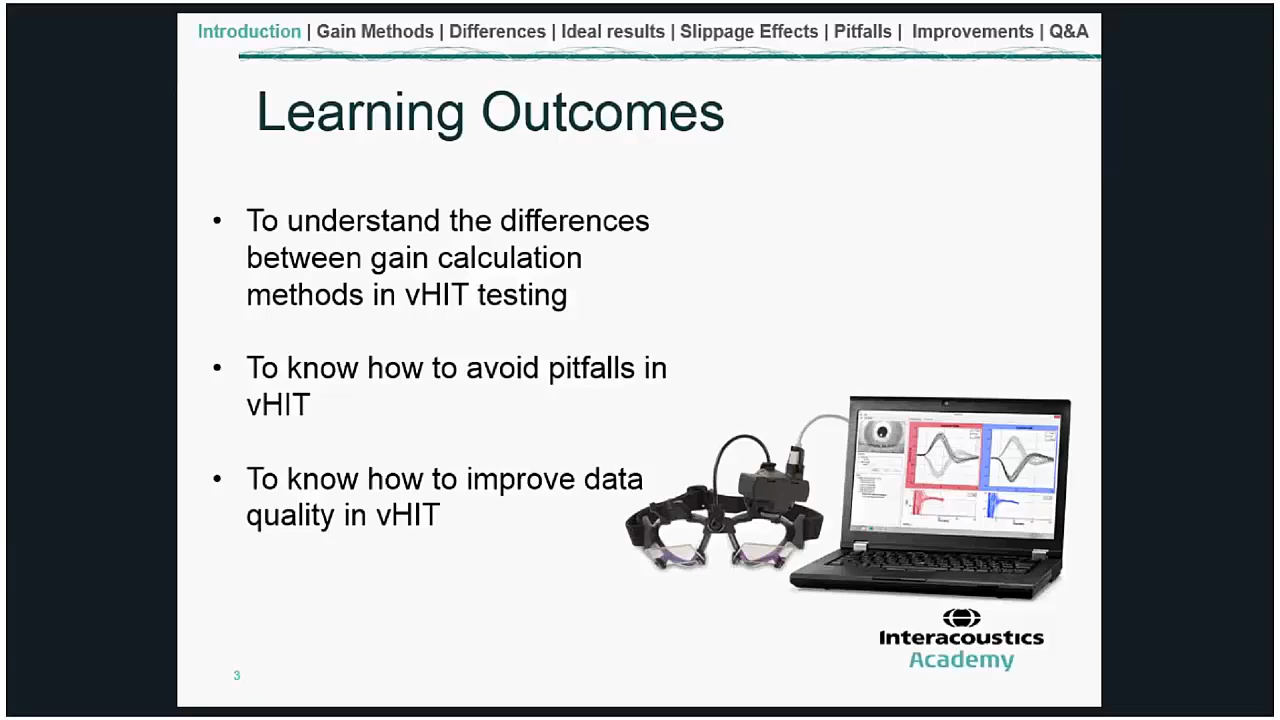 Introduction | Gain Methods | Differences | Ideal results | Slippage Effects | Pitfalls | Improvements | Q&A
Learning Outcomes
• To understand the differences
between gain calculation
methods in vHIT testing
• To know how to avoid pitfalls in
vHIT
• To know how to improve data
quality in vHIT
Interacoustics
Academy
3